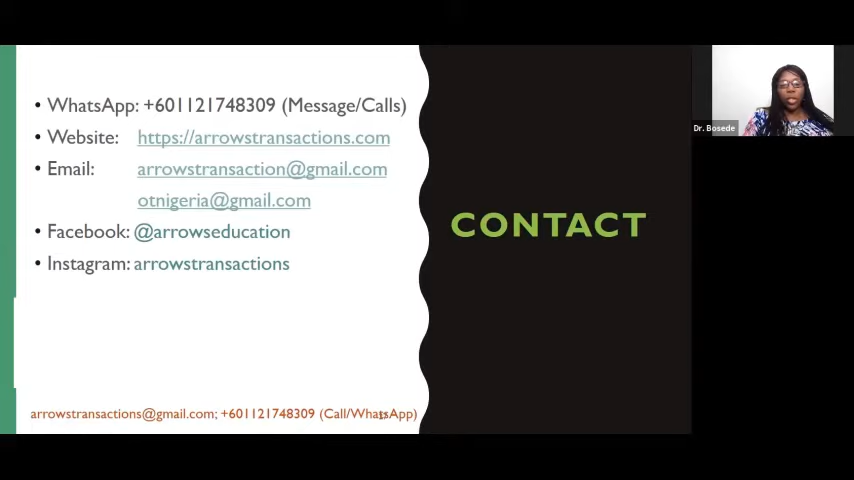 • WhatsApp: +601121748309 (Message/Calls)
• Website: https://arrowstransactions.com
• Email: arrowstransaction@gmail.com
otnigeria@gmail.com
• Facebook: @arrowseducation
• Instagram: arrowstransactions
CONTACT
Dr. Bosede
arrowstransactions@gmail.com; +601121748309 (Call/WhatsApp)